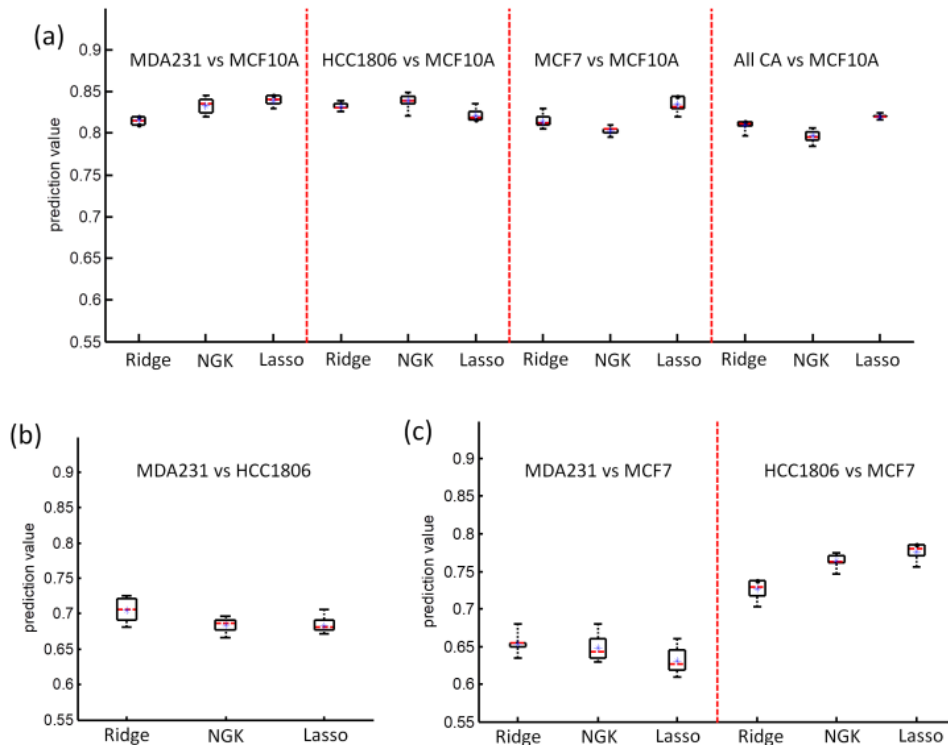 (a)
MDA231 vs MCF10A HCC1806 vs MCF10A MCF7 vs MCF10A All CA vs MCF10A
prediction value
0.9
0.85
0.8
0.75
0.7
0.65
0.6
0.55
Ridge NGK Lasso Ridge NGK Lasso Ridge NGK Lasso Ridge NGK Lasso
(b)
MDA231 vs HCC1806
prediction value
0.9
0.85
0.8
0.75
0.7
0.65
0.6
0.55
Ridge NGK Lasso
(c)
MDA231 vs MCF7 HCC1806 vs MCF7
prediction value
0.9
0.85
0.8
0.75
0.7
0.65
0.6
0.55
Ridge NGK Lasso Ridge NGK Lasso